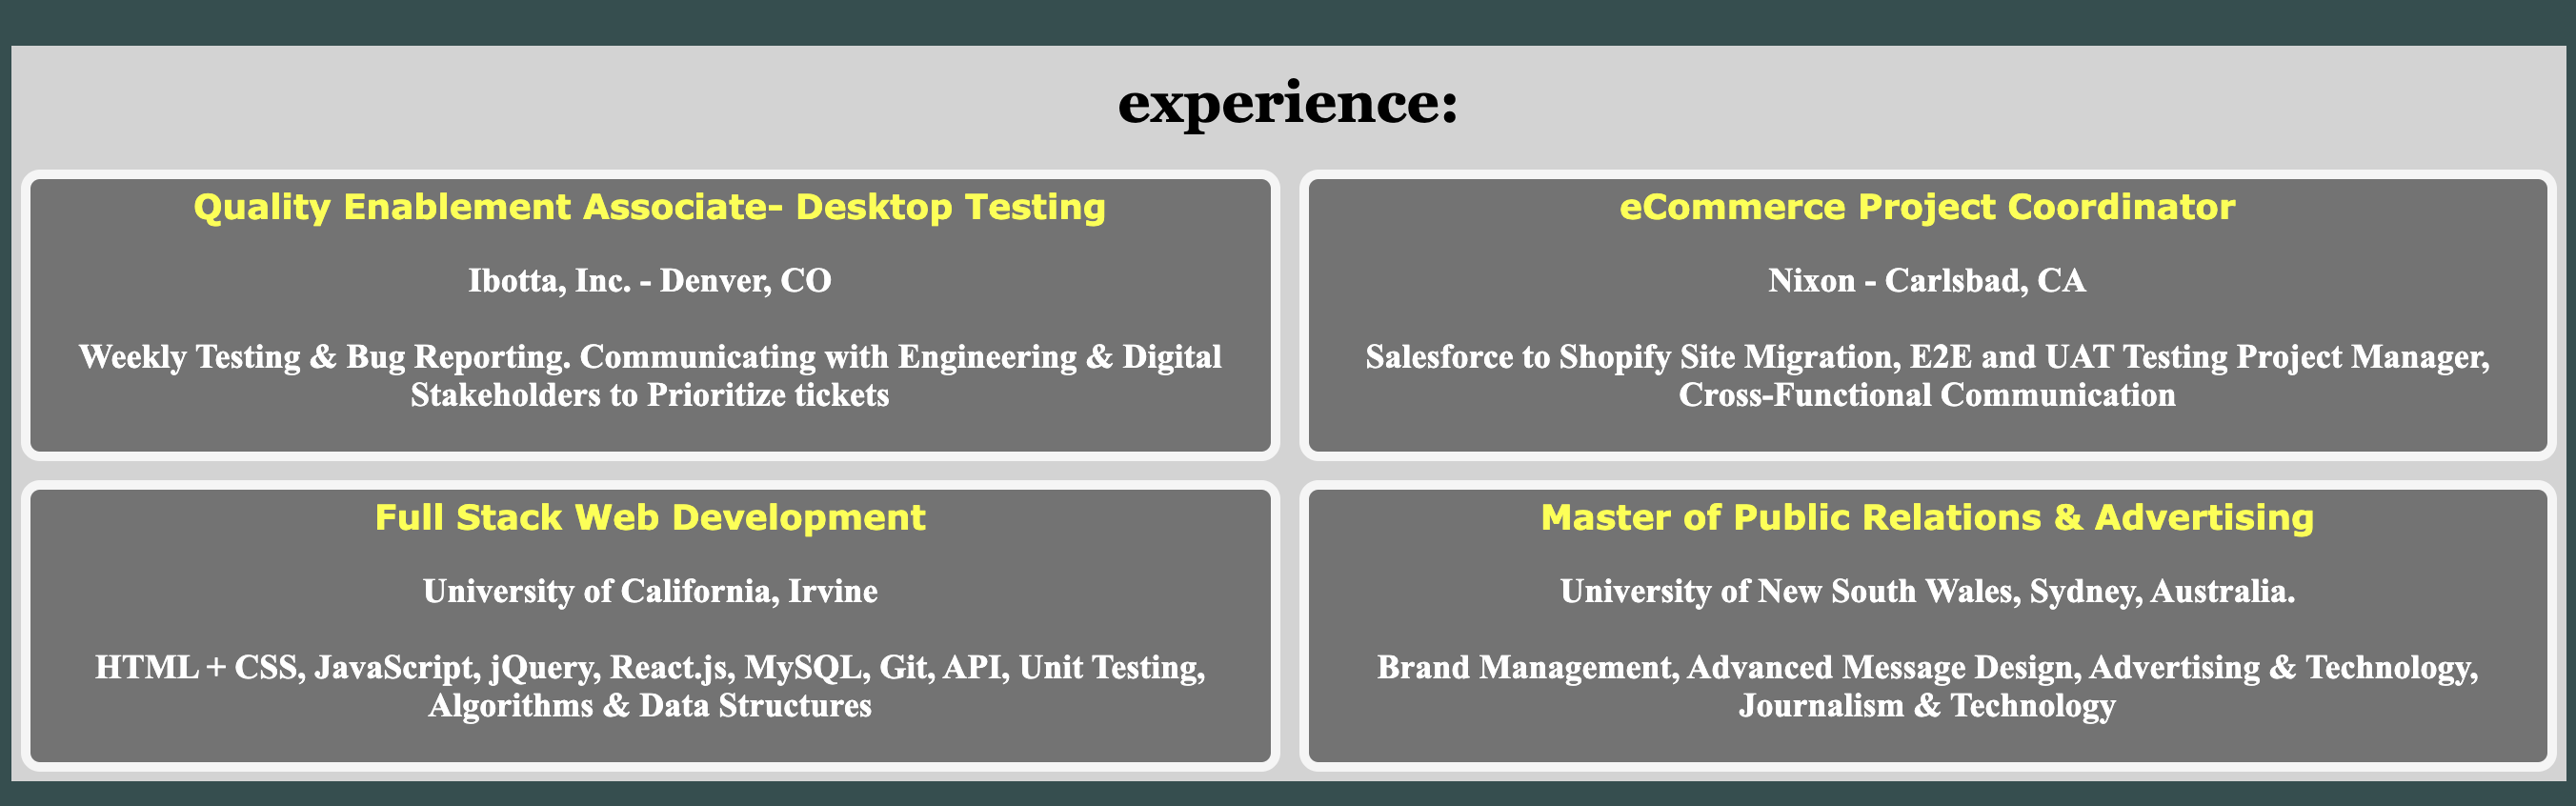 experience:
Quality Enablement Associate- Desktop Testing
Ibotta, Inc. - Denver, CO
Weekly Testing & Bug Reporting. Communicating with Engineering & Digital
Stakeholders to Prioritize tickets
eCommerce Project Coordinator
Nixon - Carlsbad, CA
Salesforce to Shopify Site Migration, E2E and UAT Testing Project Manager,
Cross-Functional Communication
Full Stack Web Development
University of California, Irvine
HTML + CSS, JavaScript, jQuery, React.js, MySQL, Git, API, Unit Testing,
Algorithms & Data Structures
Master of Public Relations & Advertising
University of New South Wales, Sydney, Australia.
Brand Management, Advanced Message Design, Advertising & Technology,
Journalism & Technology